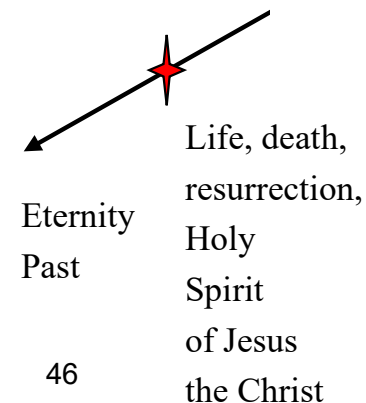 Life, death,
resurrection,
Holy
Spirit
of Jesus
the Christ
Eternity
Past
46